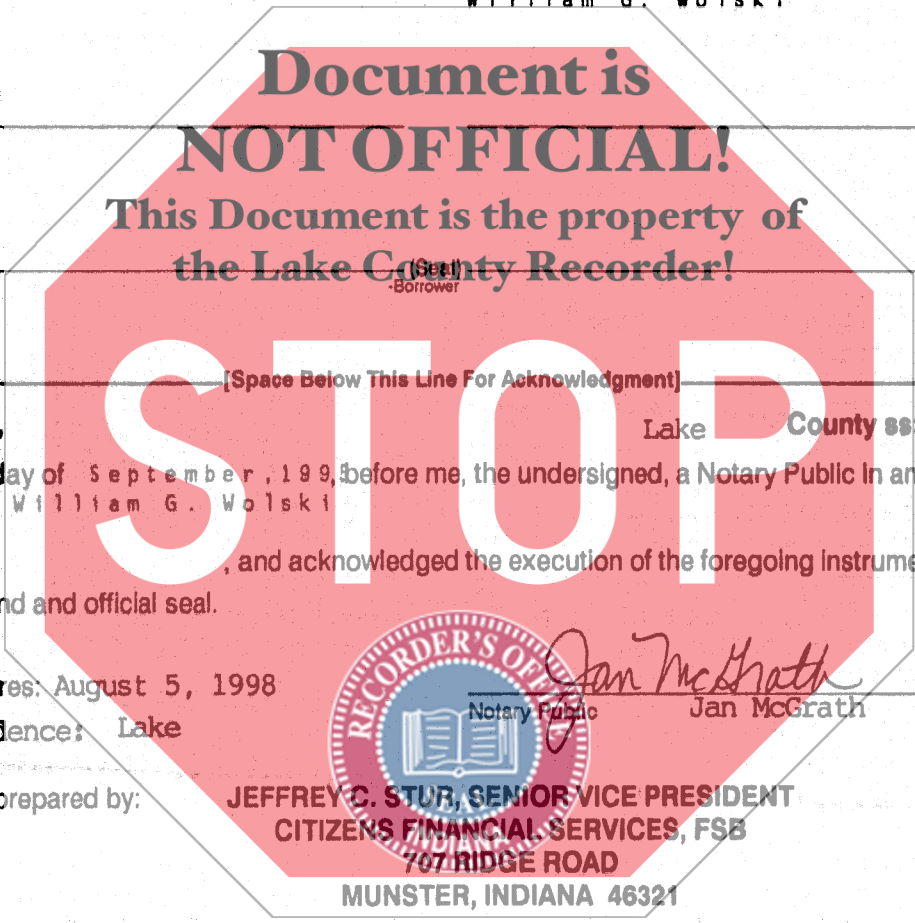 William G. Wolski
Document is
NOT OFFICIAL!
This Document is the property of
the Lake County Recorder!
(Seal)
-Borrower
[Space Below This Line For Acknowledgment]
Lake County ss:
ay of September, 199 before me, the undersigned, a Notary Public in an
William G. Wolski
, and acknowledged the execution of the foregoing instrume
nd and official seal.
STOP
RECORDER'S OFFICE
INDIANA
Jan McGrath
res: August 5, 1998
Notary Public Jan McGrath
dence: Lake
prepared by: JEFFREY C. STUR, SENIOR VICE PRESIDENT
CITIZENS FINANCIAL SERVICES, FSB
707 RIDGE ROAD
MUNSTER, INDIANA 46321